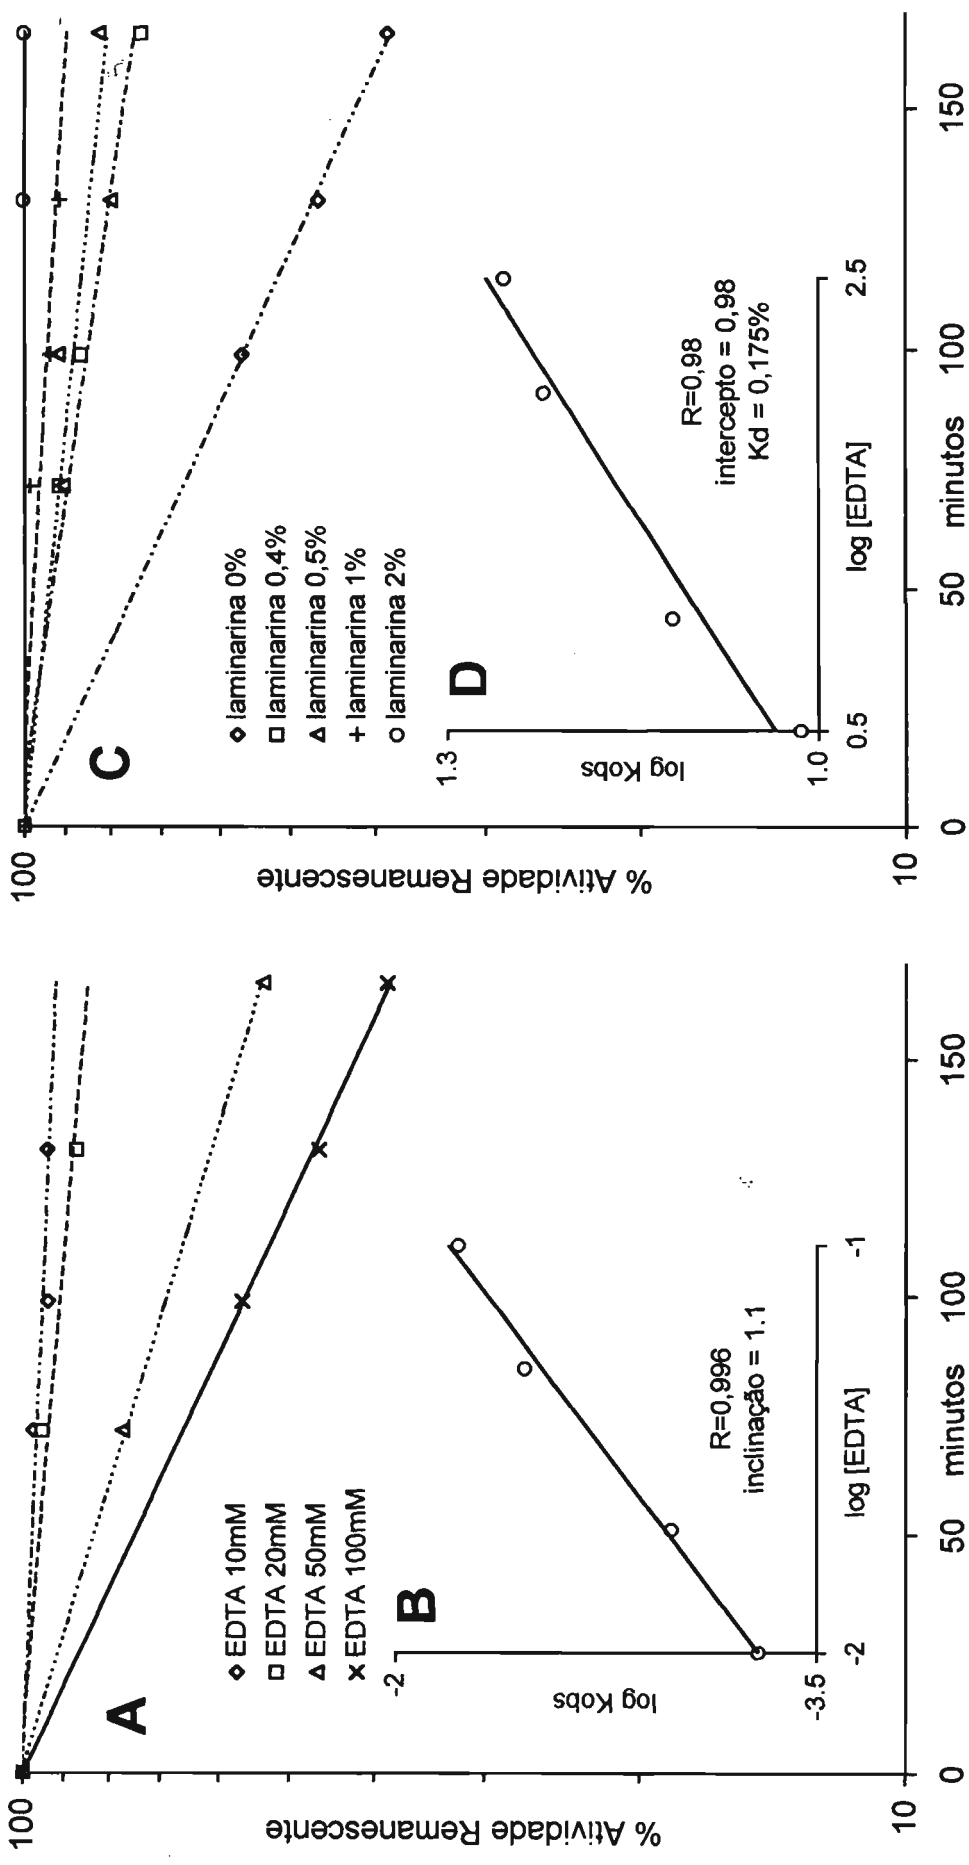 A
100
10
% Atividade Remanescente
0
50
100
150
minutos
EDTA 10mM
EDTA 20mM
EDTA 50mM
EDTA 100mM
B
-2
-3.5
log Kobs
-2
-1
log [EDTA]
R=0,996
inclinação = 1.1
C
100
10
% Atividade Remanescente
0
50
100
150
minutos
laminarina 0%
laminarina 0,4%
laminarina 0,5%
laminarina 1%
laminarina 2%
D
1.3
1.0
log Kobs
0.5
2.5
log [EDTA]
R=0,98
intercepto = 0,98
Kd = 0,175%